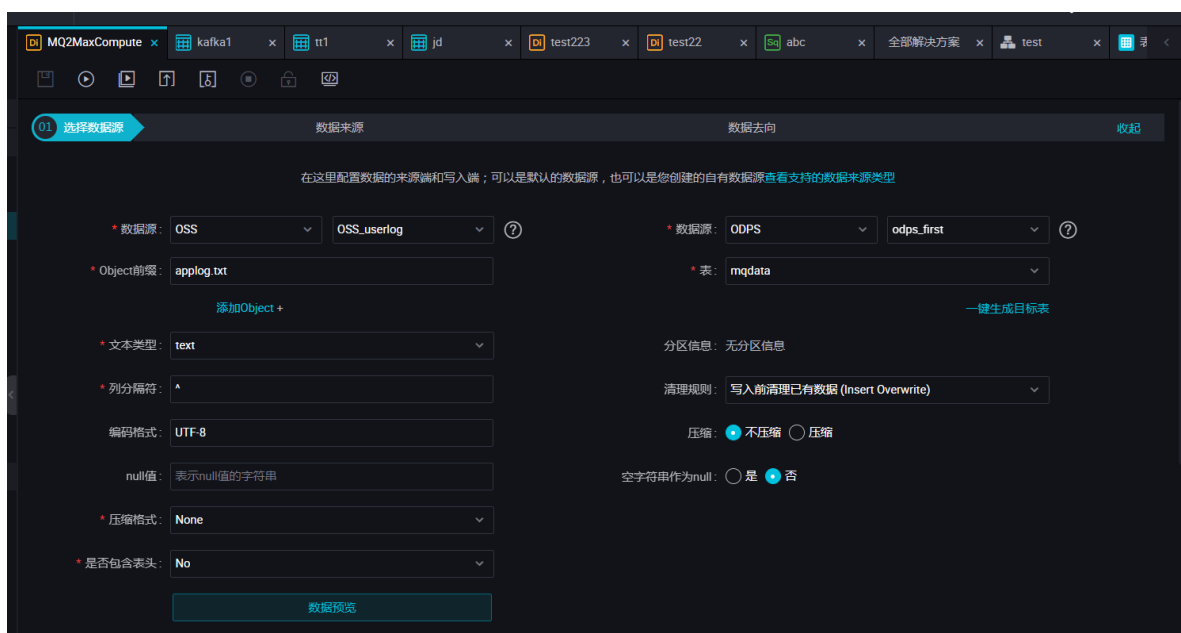 Di MQ2MaxCompute × kafka1 × tt1 × jd × Di test223 × Di test22 × Sq abc × 全部解决方案 × test × 表 <
01 选择数据源 数据来源 数据去向 收起
在这里配置数据的来源端和写入端；可以是默认的数据源，也可以是您创建的自有数据源查看支持的数据来源类型
* 数据源: OSS OSS_userlog ? * 数据源: ODPS odps_first ?
* Object前缀: applog.txt * 表: mqdata
添加Object + 一键生成目标表
* 文本类型: text 分区信息: 无分区信息
* 列分隔符: ^ 清理规则: 写入前清理已有数据 (Insert Overwrite)
编码格式: UTF-8 压缩: 不压缩 压缩
null值: 表示null值的字符串 空字符串作为null: 是 否
* 压缩格式: None
* 是否包含表头: No
数据预览